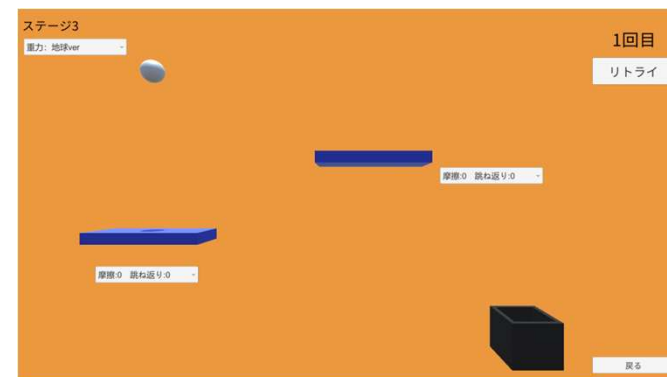 ステージ3
重力: 地球ver
1回目
リトライ
摩擦:0 跳ね返り:0
摩擦:0 跳ね返り:0
戻る